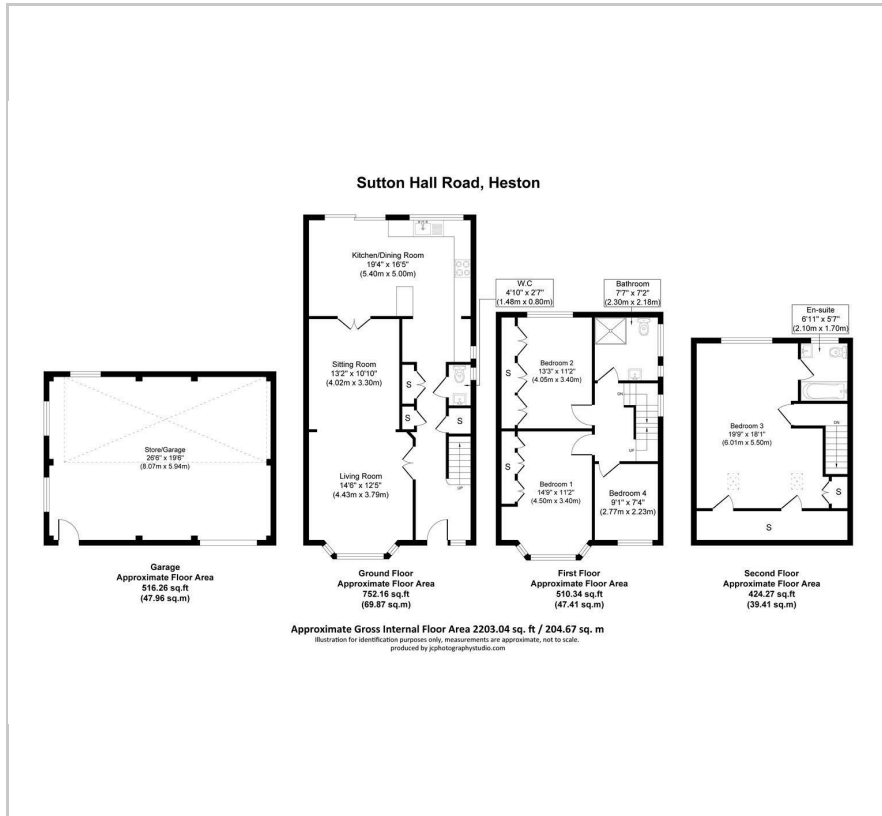 Sutton Hall Road, Heston
Kitchen/Dining Room
19'4" x 16'5"
(5.40m x 5.00m)
W.C
4'10" x 2'7"
(1.48m x 0.80m)
Bathroom
7'7" x 7'2"
(2.30m x 2.18m)
En-suite
6'11" x 5'7"
(2.10m x 1.70m)
Sitting Room
13'2" x 10'10"
(4.02m x 3.30m)
S
S
S
Living Room
14'6" x 12'5"
(4.43m x 3.79m)
UP
S
Bedroom 2
13'3" x 11'2"
(4.05m x 3.40m)
DN
UP
S
Bedroom 1
14'9" x 11'2"
(4.50m x 3.40m)
Bedroom 4
9'1" x 7'4"
(2.77m x 2.23m)
Bedroom 3
19'9" x 18'1"
(6.01m x 5.50m)
DN
S
S
Store/Garage
26'6" x 19'6"
(8.07m x 5.94m)
Garage
Approximate Floor Area
516.26 sq.ft
(47.96 sq.m)
Ground Floor
Approximate Floor Area
752.16 sq.ft
(69.87 sq.m)
First Floor
Approximate Floor Area
510.34 sq.ft
(47.41 sq.m)
Second Floor
Approximate Floor Area
424.27 sq.ft
(39.41 sq.m)
Approximate Gross Internal Floor Area 2203.04 sq. ft / 204.67 sq. m
Illustration for identification purposes only, measurements are approximate, not to scale.
produced by jcphotographystudio.com